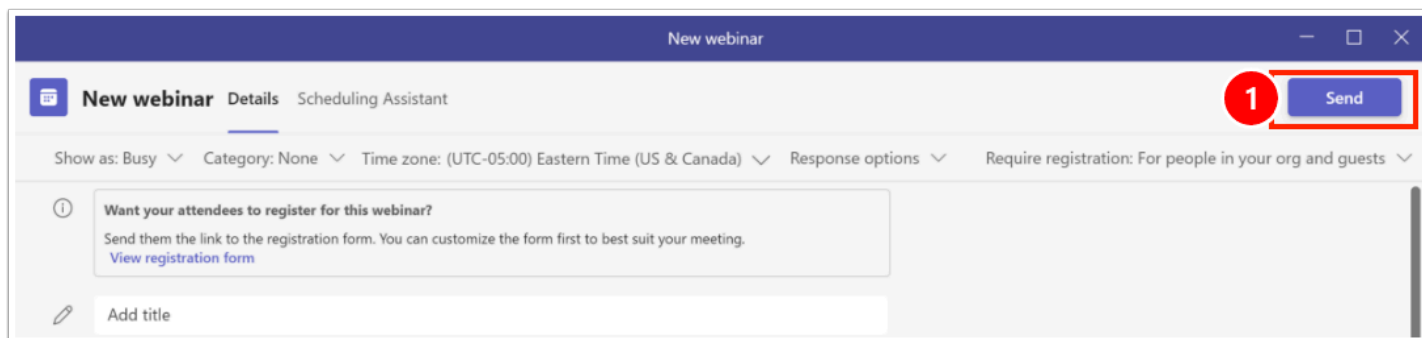 New webinar
New webinar Details Scheduling Assistant 1 Send
Show as: Busy Category: None Time zone: (UTC-05:00) Eastern Time (US & Canada) Response options Require registration: For people in your org and guests
Want your attendees to register for this webinar?
Send them the link to the registration form. You can customize the form first to best suit your meeting.
View registration form
Add title